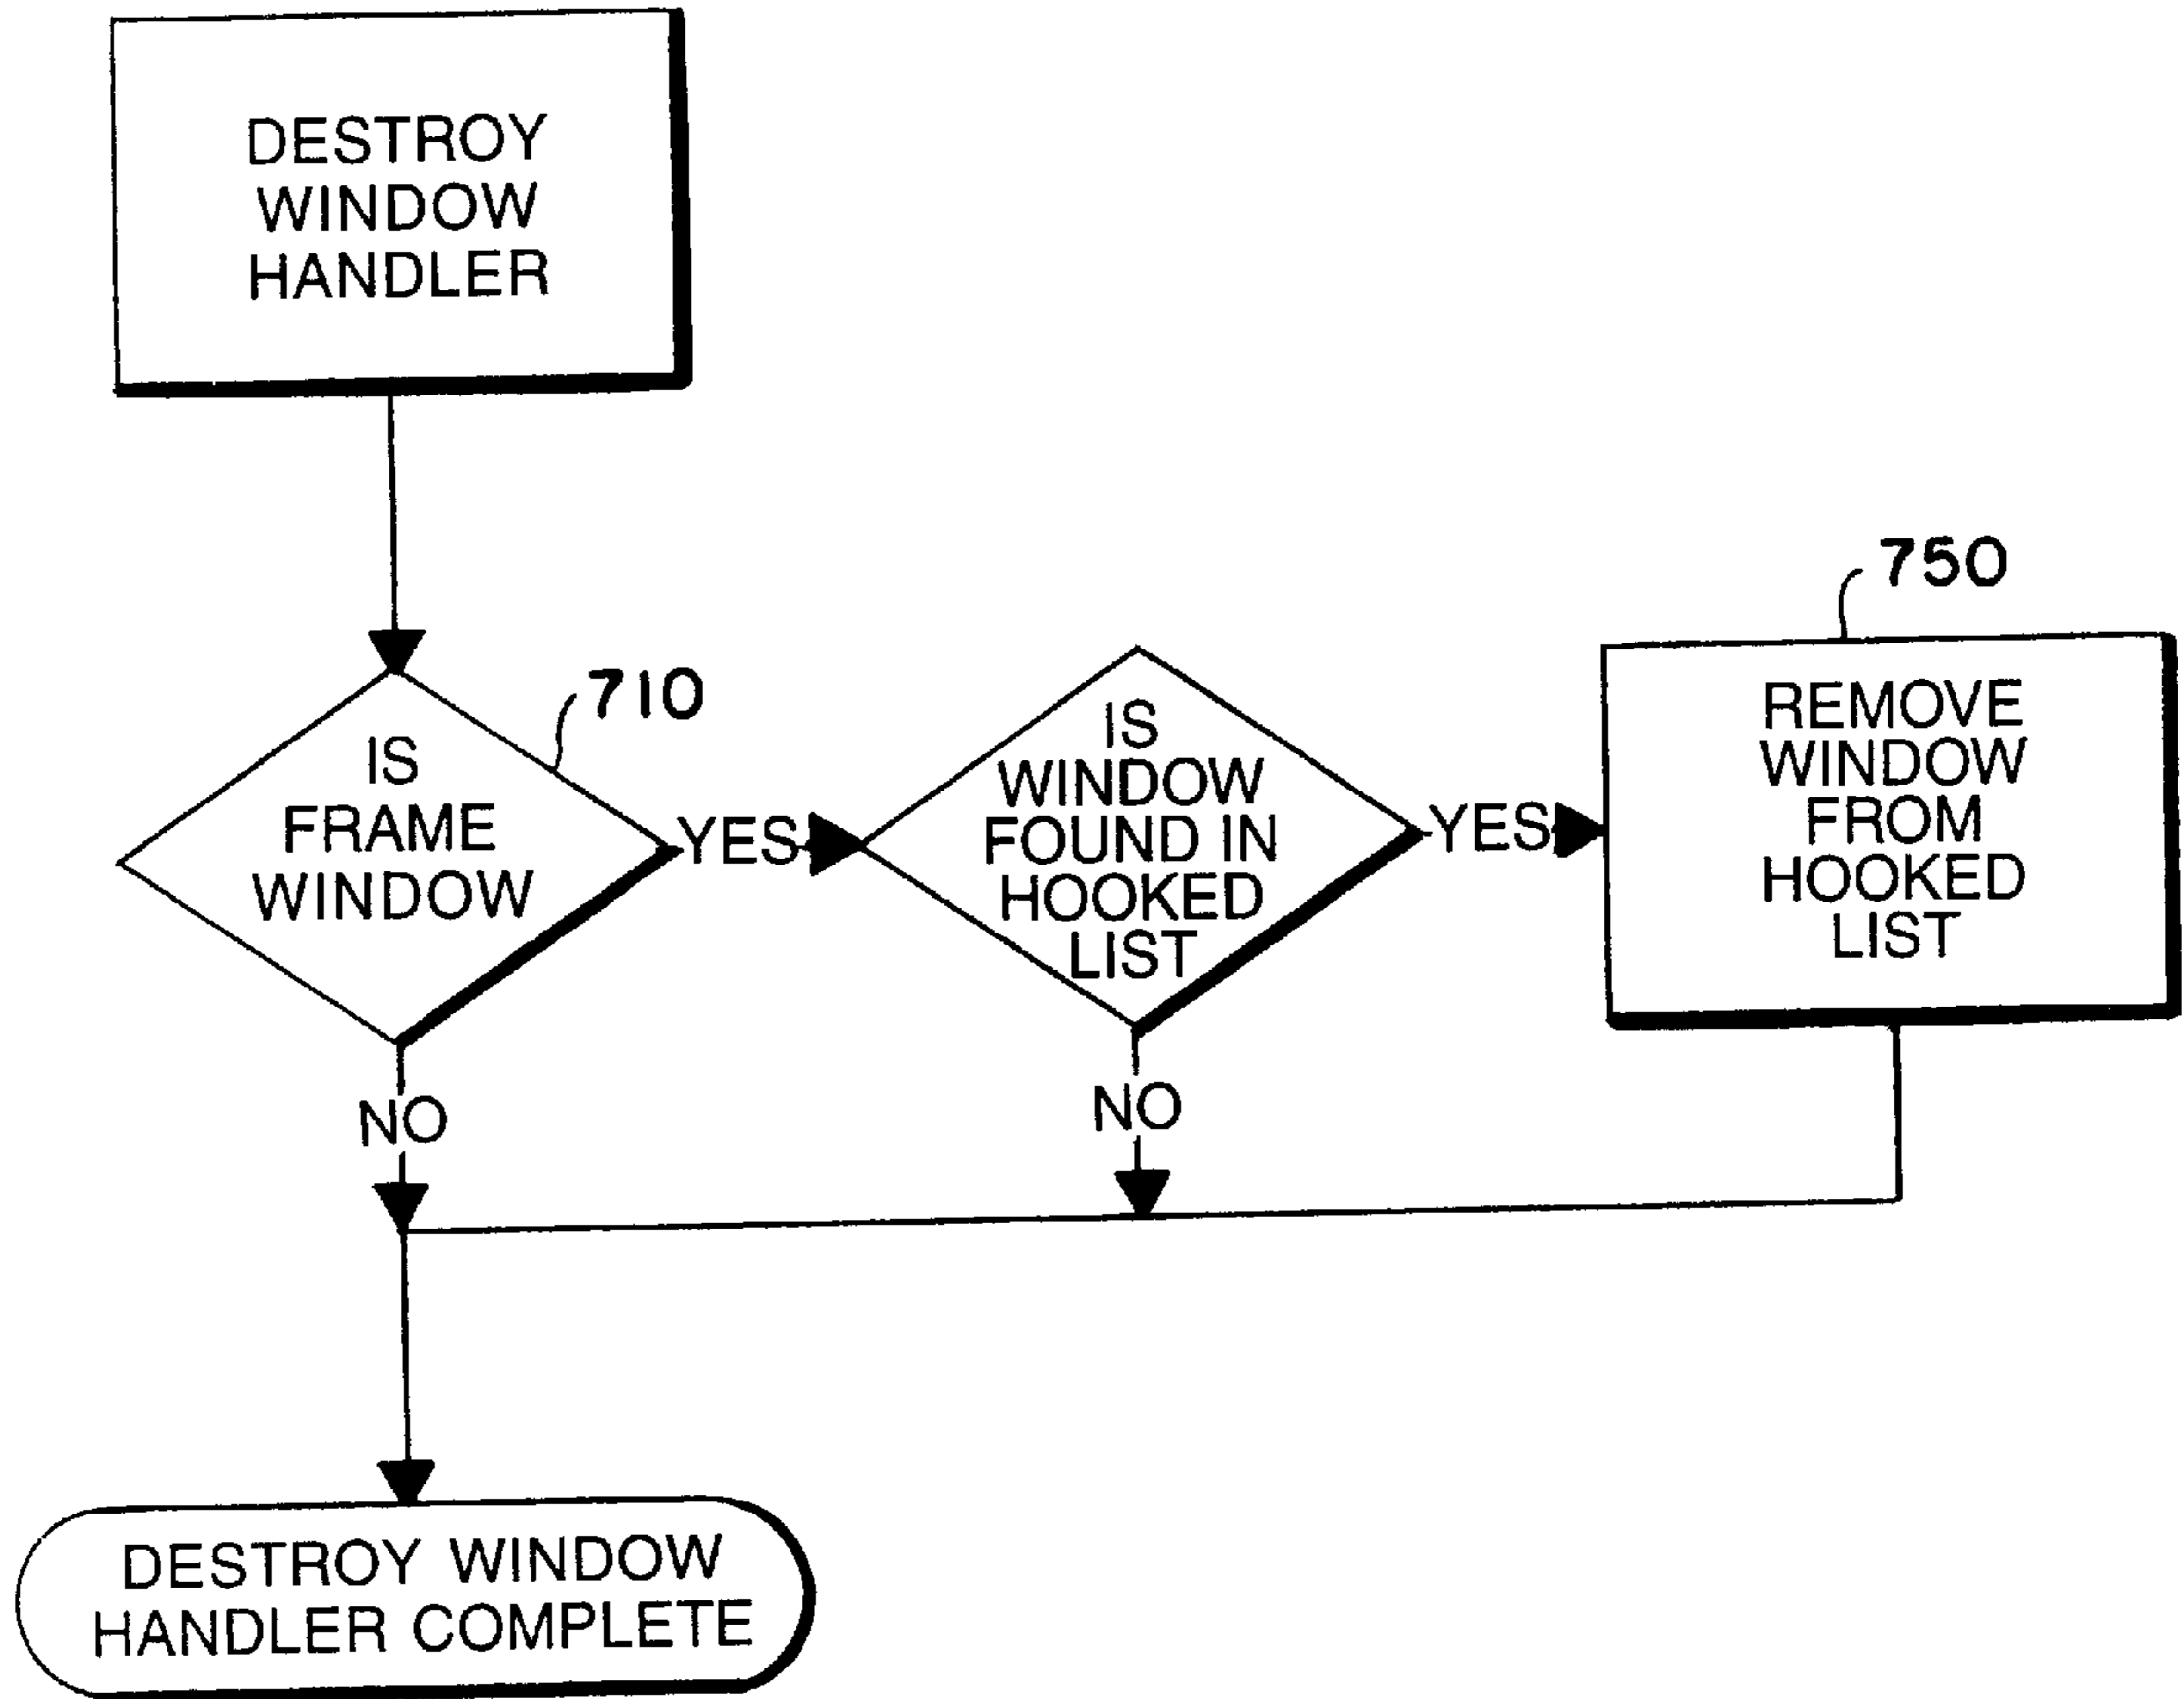 DESTROY
WINDOW
HANDLER
710
IS
FRAME
WINDOW
YES
NO
IS
WINDOW
FOUND IN
HOOKED
LIST
YES
NO
750
REMOVE
WINDOW
FROM
HOOKED
LIST
DESTROY WINDOW
HANDLER COMPLETE